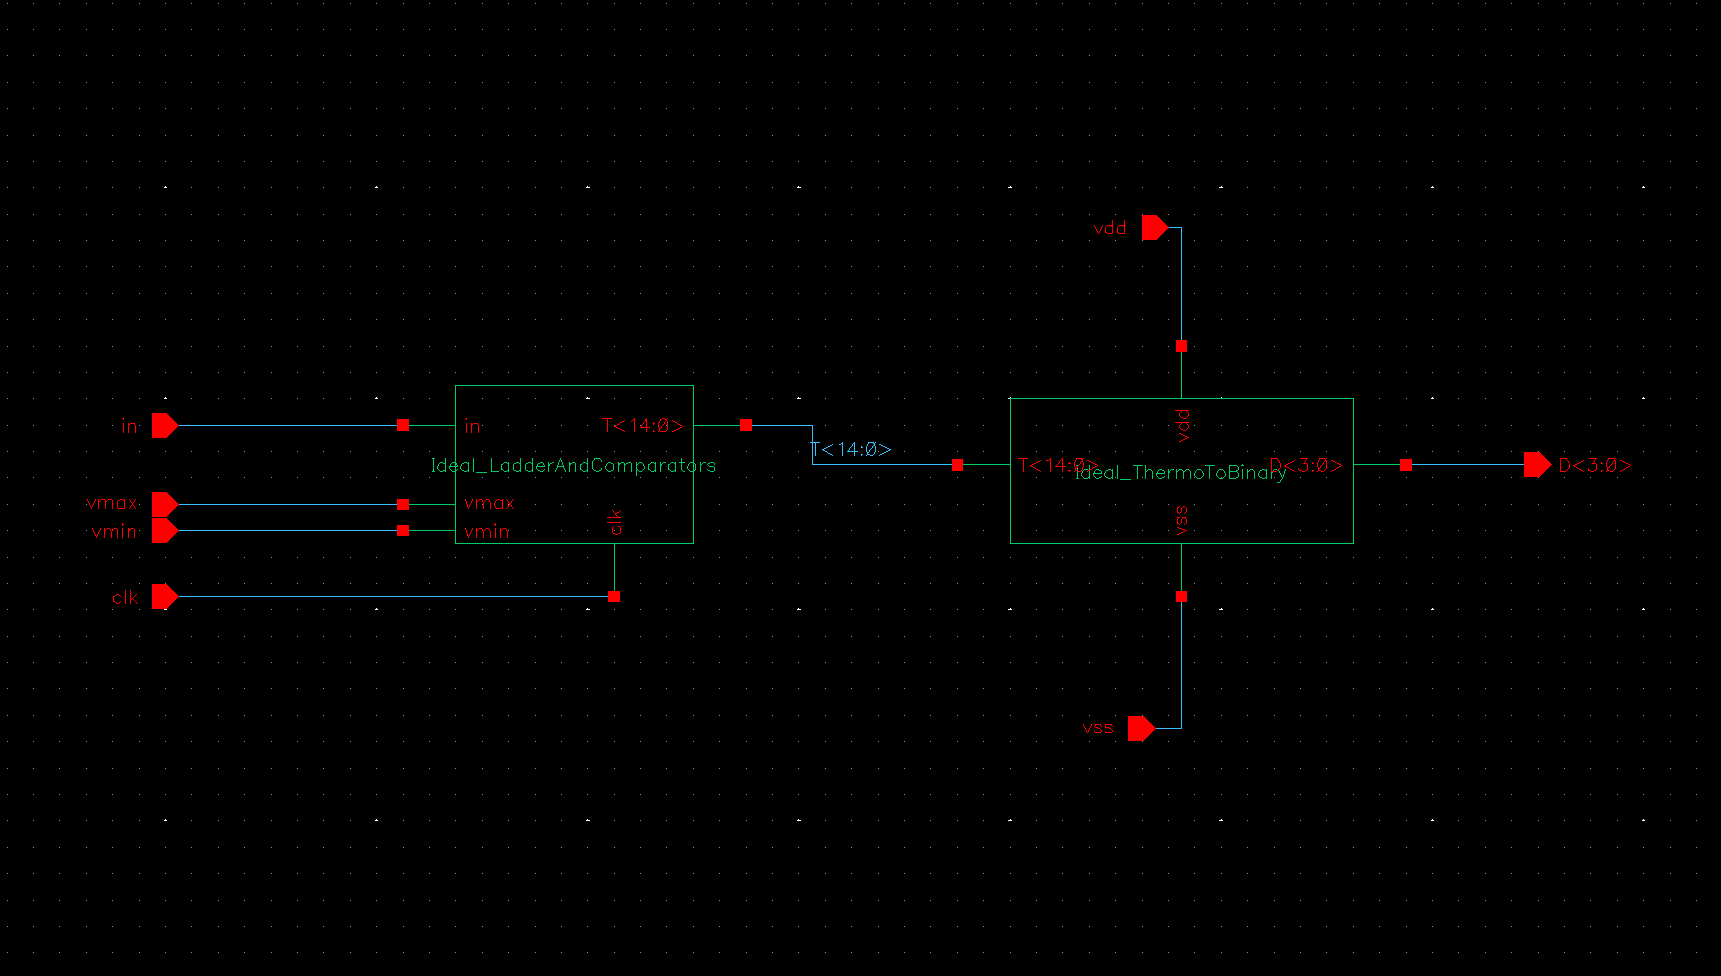 vdd
in
in
T<14:0>
vdd
T<14:0>
Ideal_LadderAndComparators
T<14:0>
Ideal_ThermoToBinary
D<3:0>
D<3:0>
vmax
vmax
vmin
vmin
clk
vss
clk
vss